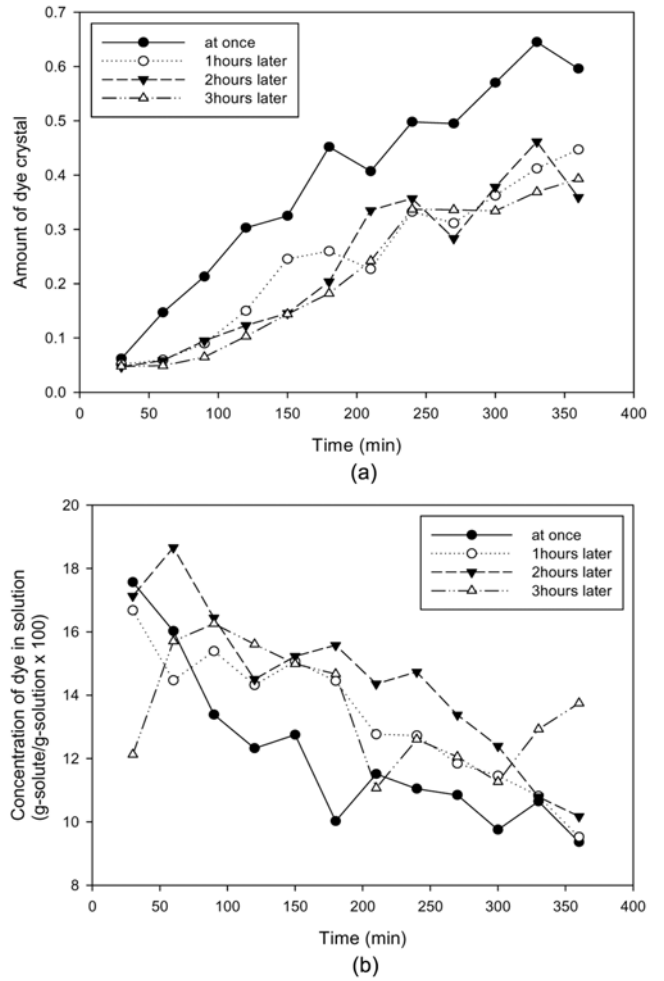 0.7
0.6
0.5
0.4
0.3
0.2
0.1
0.0
Amount of dye crystal
at once
1hours later
2hours later
3hours later
0 50 100 150 200 250 300 350 400
Time (min)
(a)
20
18
16
14
12
10
8
Concentration of dye in solution
(g-solute/g-solution x 100)
at once
1hours later
2hours later
3hours later
0 50 100 150 200 250 300 350 400
Time (min)
(b)